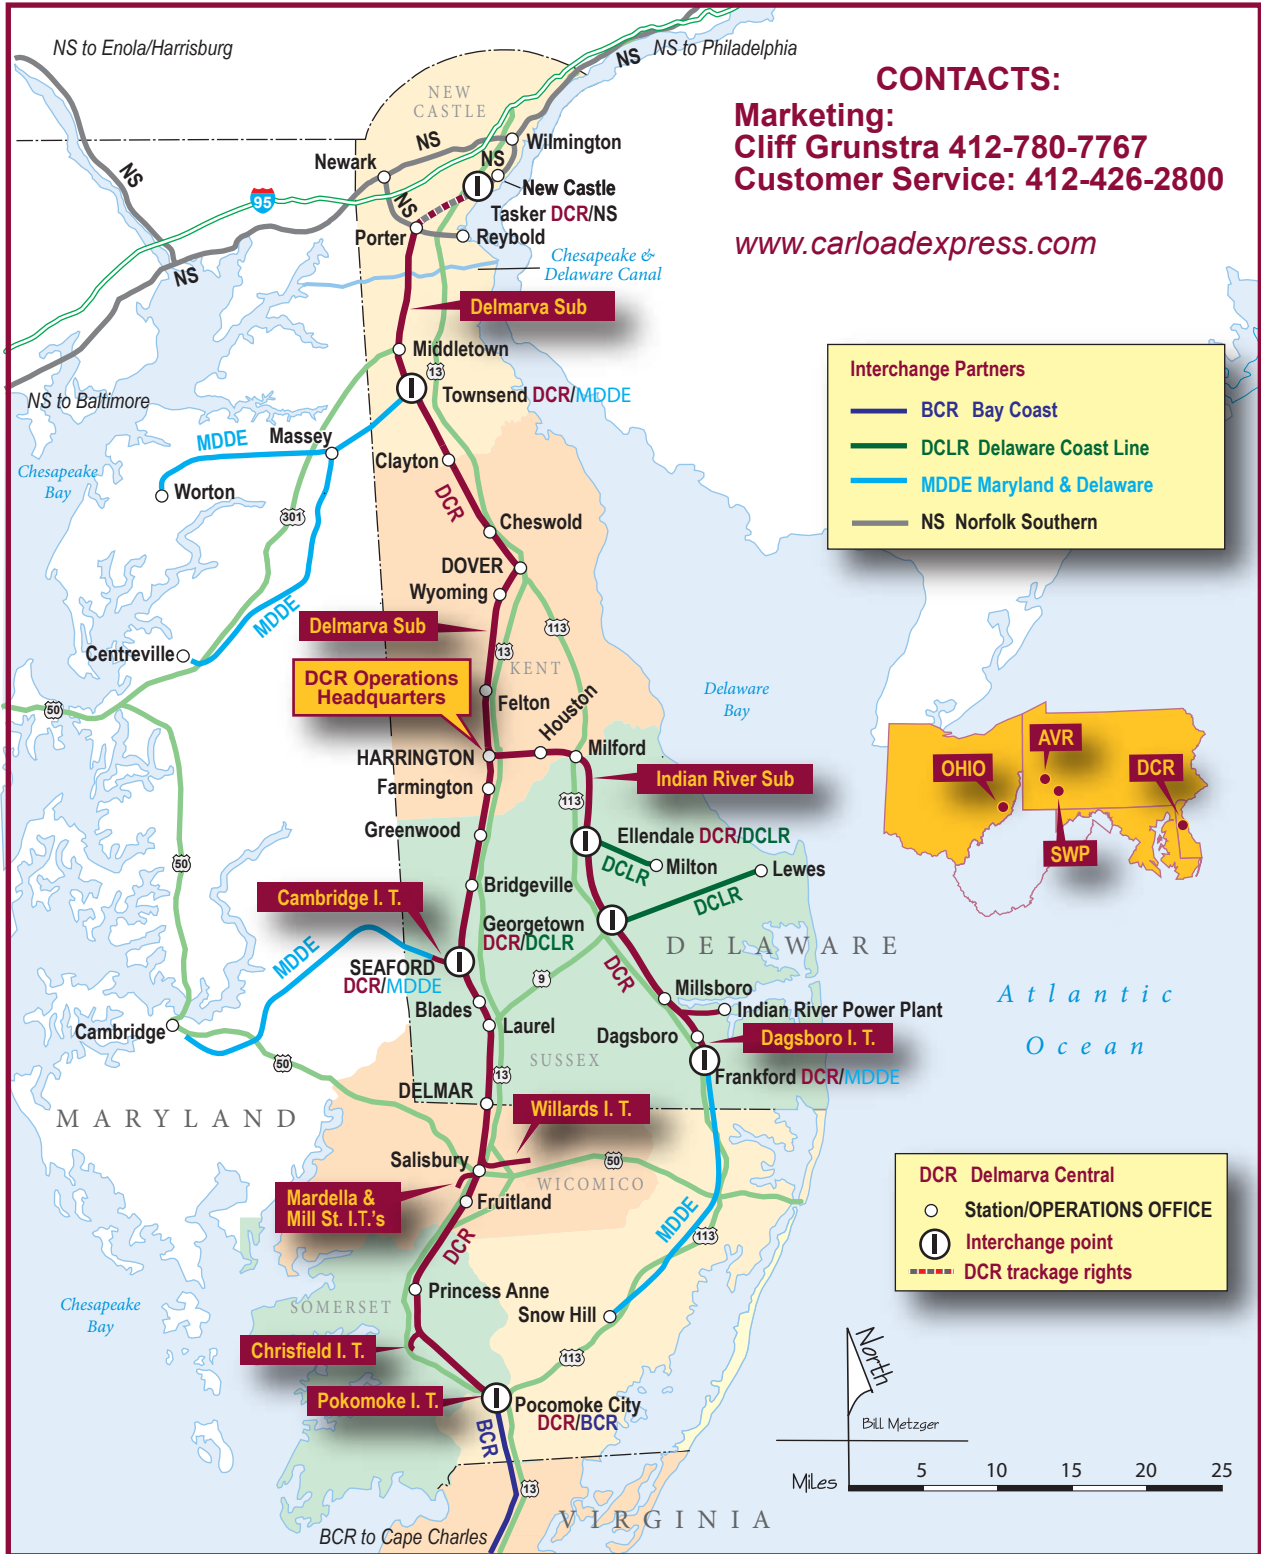 NS to Enola/Harrisburg
NS to Philadelphia
NS
NEW
CASTLE
CONTACTS:
Marketing:
Cliff Grunstra 412-780-7767
Customer Service: 412-426-2800
www.carloadexpress.com
NS
Wilmington
Newark
NS
NS
95
NS
New Castle
Tasker DCR/NS
Porter
Reybold
NS
Chesapeake &
Delaware Canal
Delmarva Sub
Middletown
13
NS to Baltimore
Townsend DCR/MDDE
MDDE
Massey
Clayton
Chesapeake
Bay
Worton
DCR
301
Cheswold
DOVER
Wyoming
MDDE
Delmarva Sub
113
13
Centreville
KENT
DCR Operations
Headquarters
Felton
Houston
50
Delaware
Bay
HARRINGTON
Milford
Farmington
Indian River Sub
113
Greenwood
Ellendale DCR/DCLR
50
DCLR
Milton
Lewes
Bridgeville
Cambridge I. T.
DCLR
Georgetown
DCR/DCLR
DELAWARE
MDDE
SEAFORD
DCR/MDDE
DCR
9
Blades
Millsboro
Indian River Power Plant
Cambridge
Laurel
Dagsboro
Dagsboro I. T.
50
SUSSEX
13
Frankford DCR/MDDE
DELMAR
MARYLAND
Willards I. T.
Salisbury
50
WICOMICO
Mardella &
Mill St. I.T.'s
Fruitland
MDDE
113
DCR
Princess Anne
Chesapeake
Bay
SOMERSET
Snow Hill
Chrisfield I. T.
113
Pokomoke I. T.
Pocomoke City
DCR/BCR
BCR
13
VIRGINIA
BCR to Cape Charles
Interchange Partners
BCR Bay Coast
DCLR Delaware Coast Line
MDDE Maryland & Delaware
NS Norfolk Southern
AVR
OHIO
DCR
SWP
Atlantic
Ocean
DCR Delmarva Central
Station/OPERATIONS OFFICE
Interchange point
DCR trackage rights
North
Bill Metzger
Miles
5 10 15 20 25